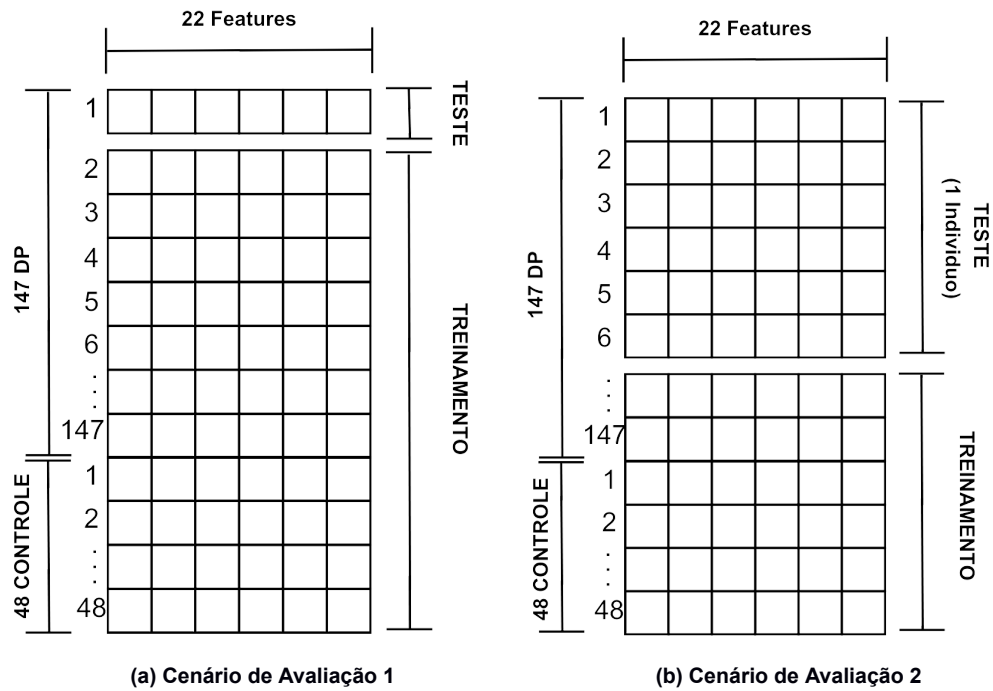 22 Features
1
2
3
4
5
6
147
1
2
48
147 DP
48 CONTROLE
TESTE
TREINAMENTO
(a) Cenário de Avaliação 1
22 Features
1
2
3
4
5
6
147
1
2
48
147 DP
48 CONTROLE
TESTE
(1 Individuo)
TREINAMENTO
(b) Cenário de Avaliação 2